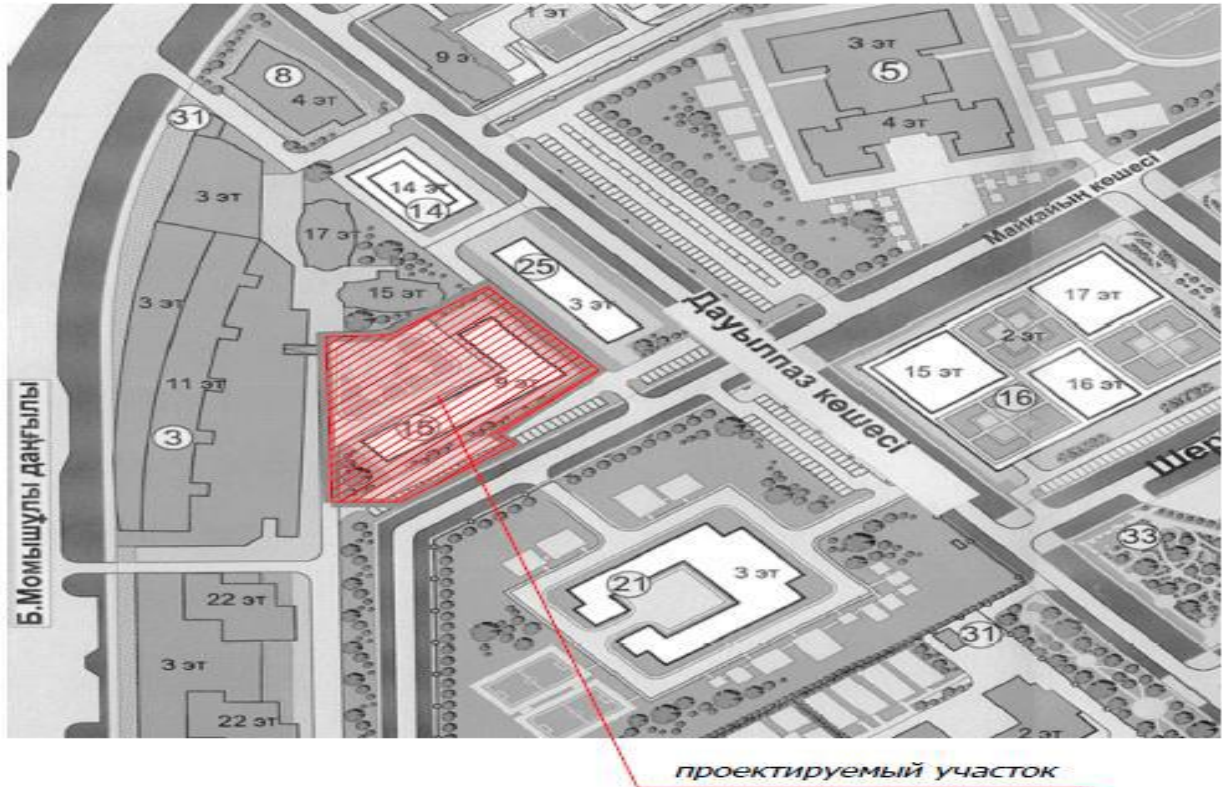 1 эт
9 э
3 эт
5
8
4 эт
4 эт
31
14 эт
14
Майқайың көшесі
3 эт
17 эт
25
17 эт
15 эт
3 эт
Дауылпаз көшесі
2 эт
3 эт
9 эт
15 эт
16 эт
11 эт
16
15
3
Шер
Б.Момышұлы даңғылы
33
21
3 эт
22 эт
31
3 эт
22 эт
2 эт
проектируемый участок